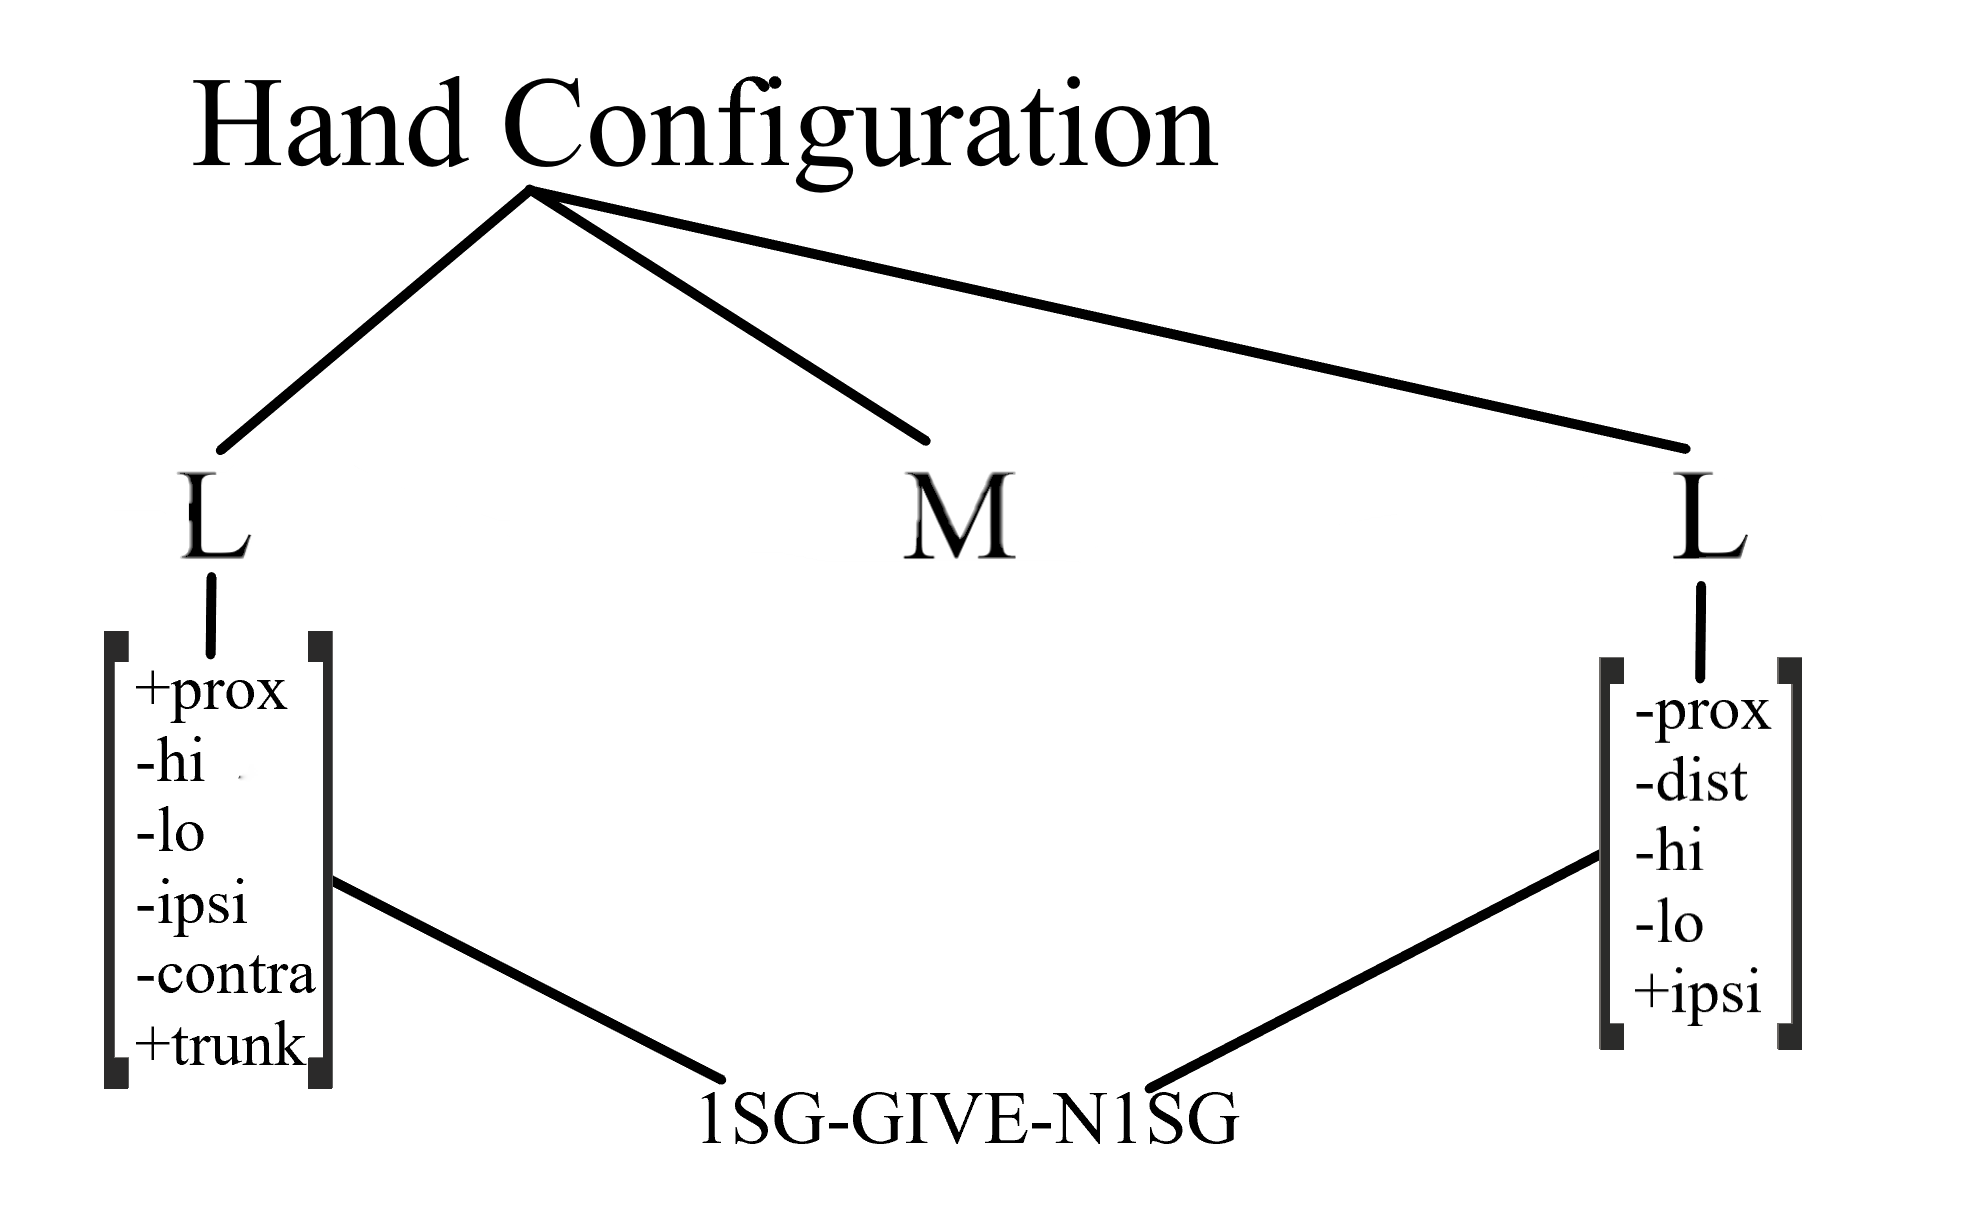 Hand Configuration
L M L
+prox
-hi
-lo
-ipsi
-contra
+trunk
-prox
-dist
-hi
-lo
+ipsi
1SG-GIVE-N1SG